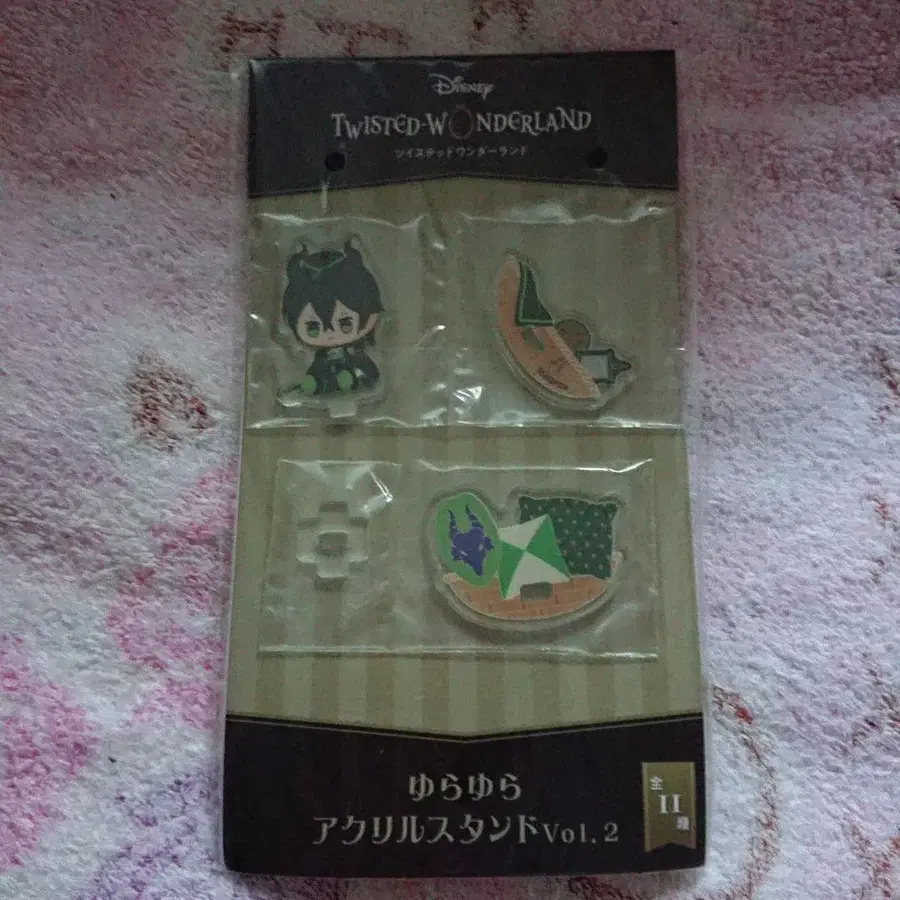 Disney
TWISTED-WONDERLAND
ツイステッドワンダーランド
ゆらゆら
アクリルスタンドVol.2
全
11
種